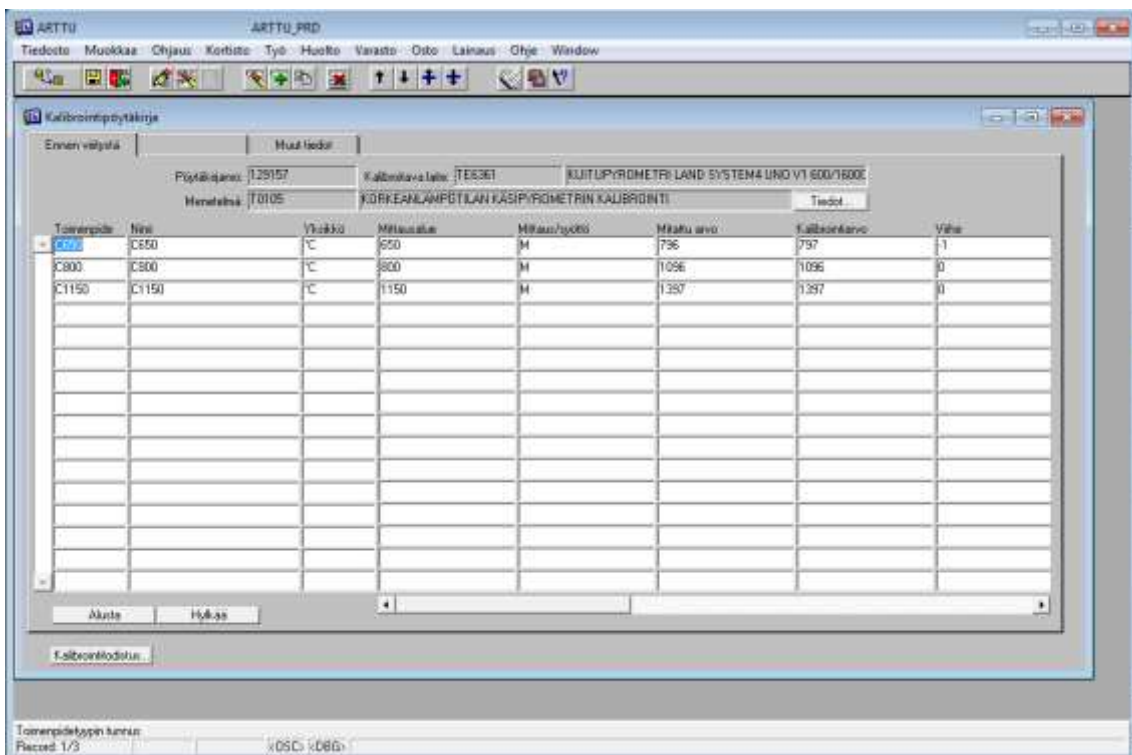 ARTTU ARTTU_PRD
Tiedosto Muokkaa Ohjaus Kortisto Työ Huolto Varasto Osto Lainaus Ohje Window
Kalibrointipöytäkirja
Ennen viritystä Muut tiedot
Pöytäkirjanro: 129157 Kalibroitava laite: TE6361 KUITUPYROMETRI LAND SYSTEM4 UNO V1 600/1600C
Menetelmä: T0105 KORKEANLÄMPÖTILAN KÄSIPYROMETRIN KALIBROINTI Tiedot...
Toimenpide Nimi Yksikkö Mittausalue Mittaus/syöttö Mitattu arvo Kalibrointiarvo Virhe
C650 C650 °C 650 M 796 797 -1
C800 C800 °C 800 M 1096 1096 0
C1150 C1150 °C 1150 M 1397 1397 0
Alusta Hylkää
Kalibrointitodistus...
Toimenpidetyypin tunnus
Record: 1/3 <OSC> <DBG>